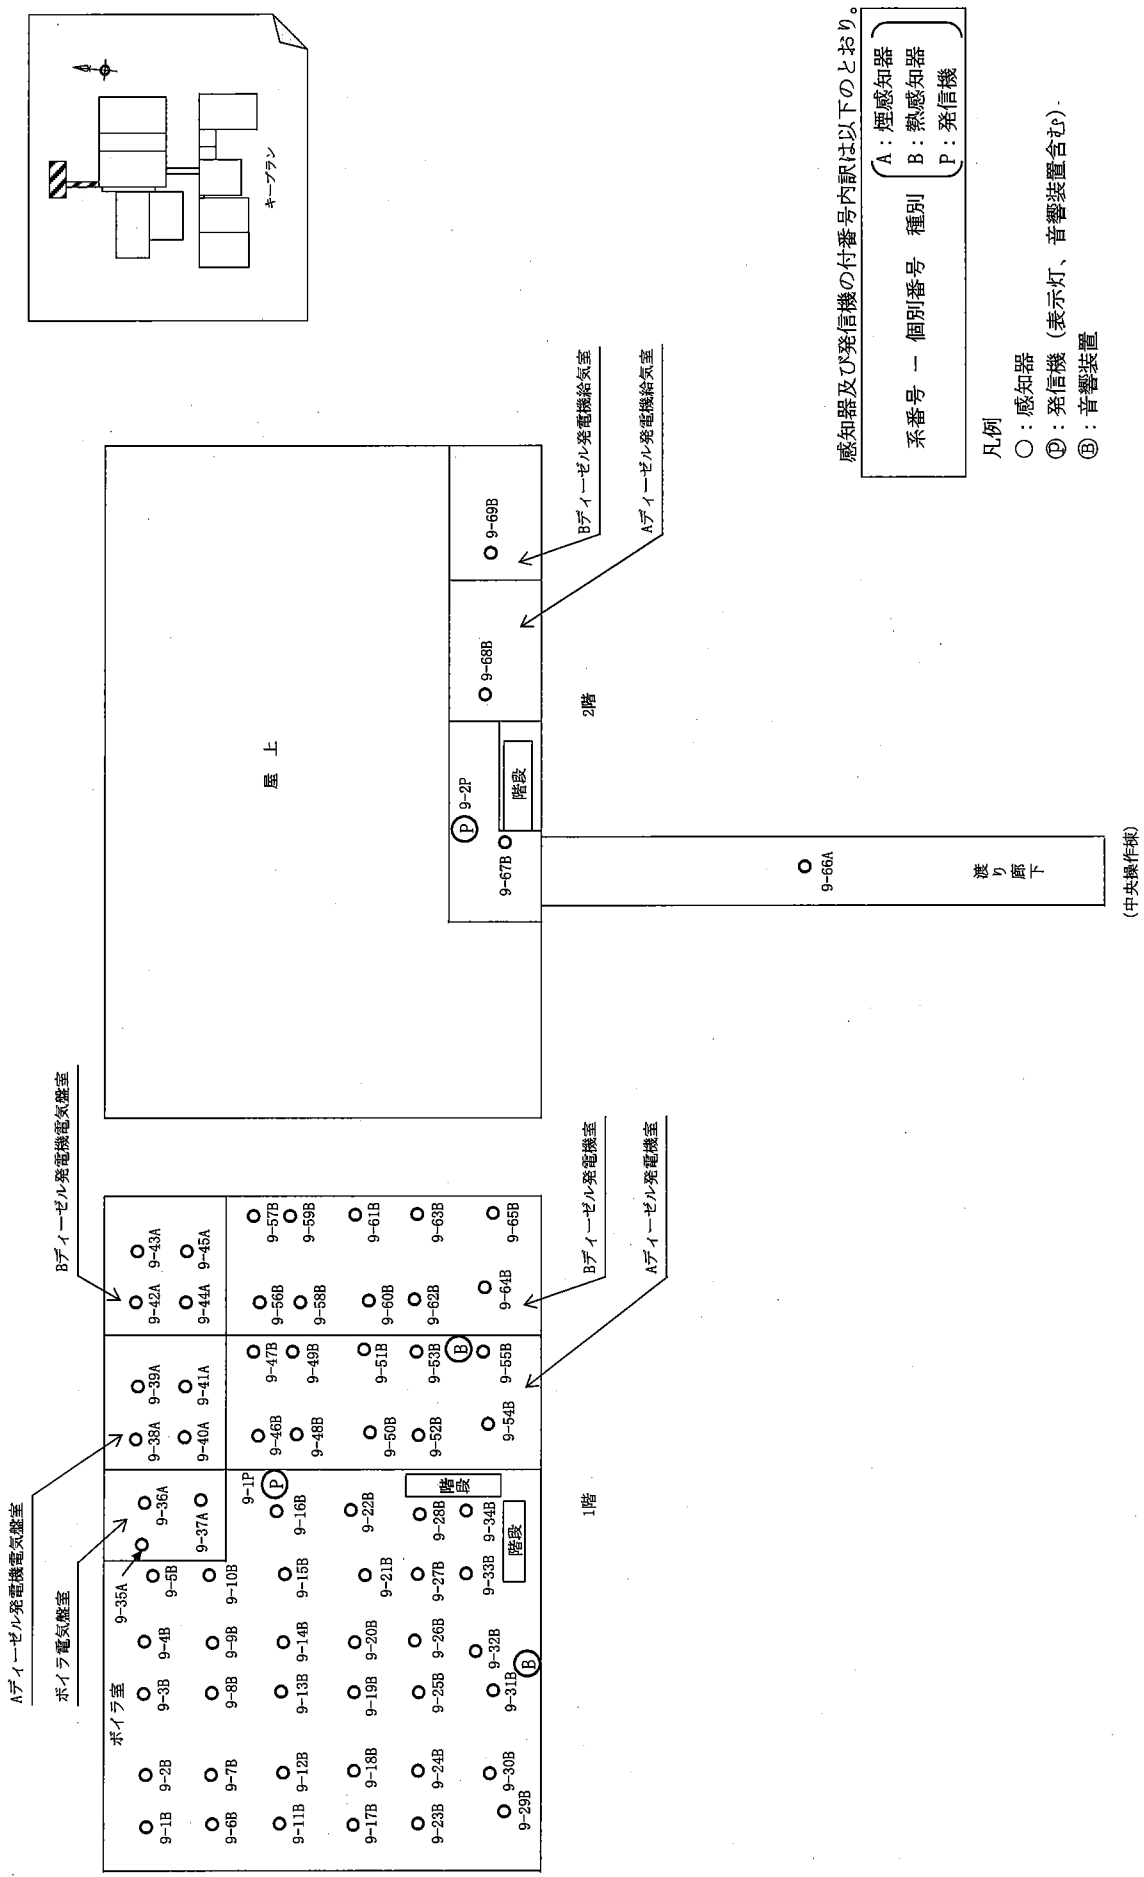 Aディーゼル発電機電気盤室
ボイラ電気盤室
Bディーゼル発電機電気盤室
ボイラ室
9-1B
9-2B
9-3B
9-4B
9-5B
9-35A
9-36A
9-37A
9-38A
9-39A
9-40A
9-41A
9-42A
9-43A
9-44A
9-45A
9-6B
9-7B
9-8B
9-9B
9-10B
9-1P
P
9-11B
9-12B
9-13B
9-14B
9-15B
9-16B
9-46B
9-47B
9-48B
9-49B
9-56B
9-57B
9-58B
9-59B
9-17B
9-18B
9-19B
9-20B
9-21B
9-22B
9-50B
9-51B
9-60B
9-61B
9-23B
9-24B
9-25B
9-26B
9-27B
9-28B
階段
9-52B
9-53B
9-62B
9-63B
B
9-29B
9-30B
9-31B
9-32B
9-33B
9-34B
階段
9-54B
9-55B
9-64B
9-65B
B
1階
Bディーゼル発電機室
Aディーゼル発電機室
屋上
P
9-2P
9-67B
階段
9-68B
9-69B
2階
Bディーゼル発電機給気室
Aディーゼル発電機給気室
9-66A
渡り廊下
(中央操作棟)
キープラン
感知器及び発信機の付番号内訳は以下のとおり。
系番号 － 個別番号 種別
A：煙感知器
B：熱感知器
P：発信機
凡例
○：感知器
Ⓟ：発信機（表示灯、音響装置含む）
Ⓑ：音響装置